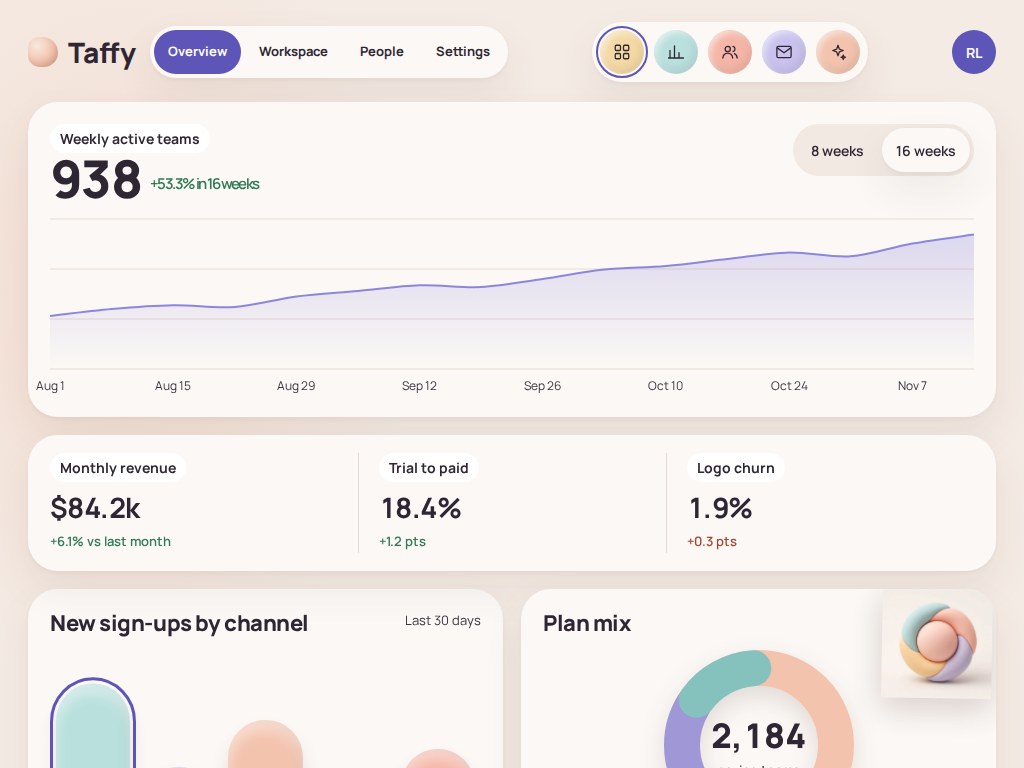 Taffy
Overview
Workspace
People
Settings
RL
Weekly active teams
938
+53.3% in 16 weeks
8 weeks
16 weeks
Aug 1
Aug 15
Aug 29
Sep 12
Sep 26
Oct 10
Oct 24
Nov 7
Monthly revenue
$84.2k
+6.1% vs last month
Trial to paid
18.4%
+1.2 pts
Logo churn
1.9%
+0.3 pts
New sign-ups by channel
Last 30 days
Plan mix
2,184